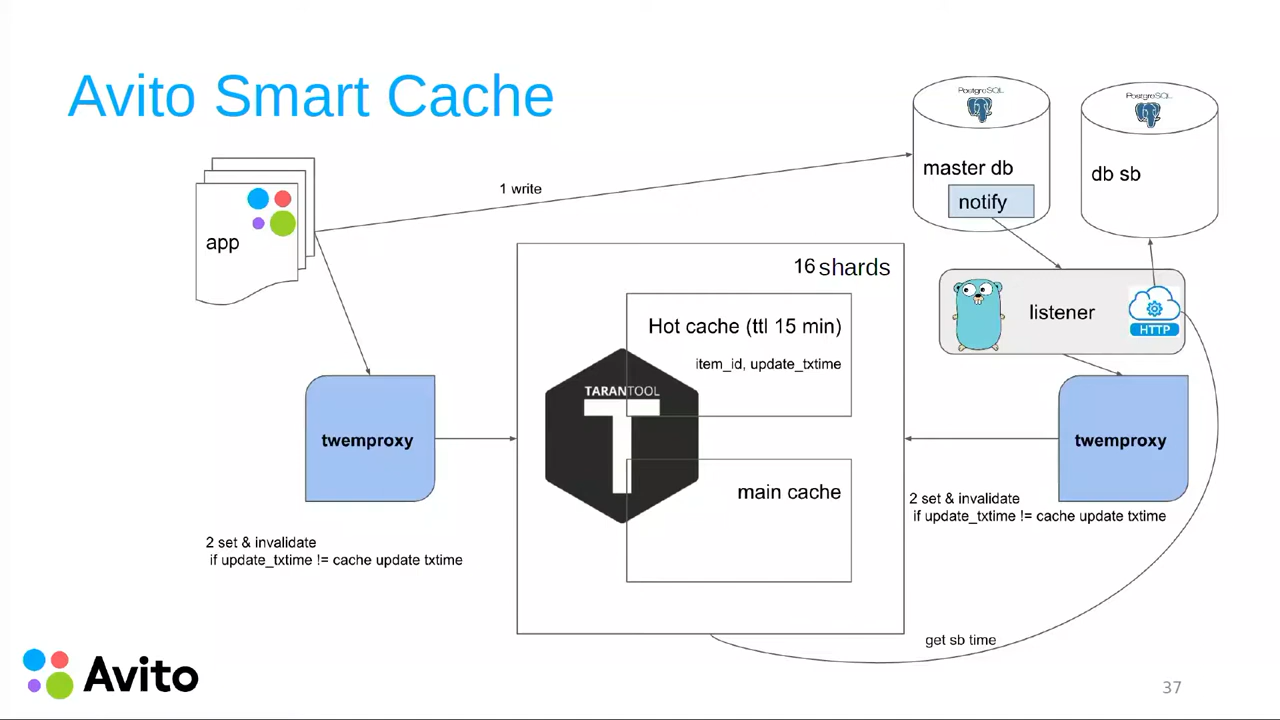 Avito Smart Cache
PostgreSQL
PostgreSQL
master db
db sb
notify
1 write
app
16 shards
Hot cache (ttl 15 min)
item_id, update_txtime
listener
HTTP
TARANTOOL
twemproxy
twemproxy
main cache
2 set & invalidate
if update_txtime != cache update txtime
2 set & invalidate
if update_txtime != cache update txtime
get sb time
Avito
37